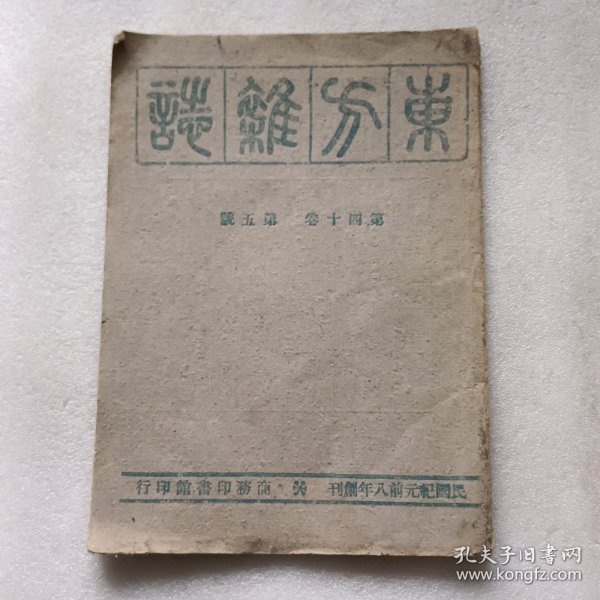 東方雜誌
第四十卷 第五號
民國紀元前八年創刊 商務印書館印行
孔夫子旧书网
www.kongfz.com